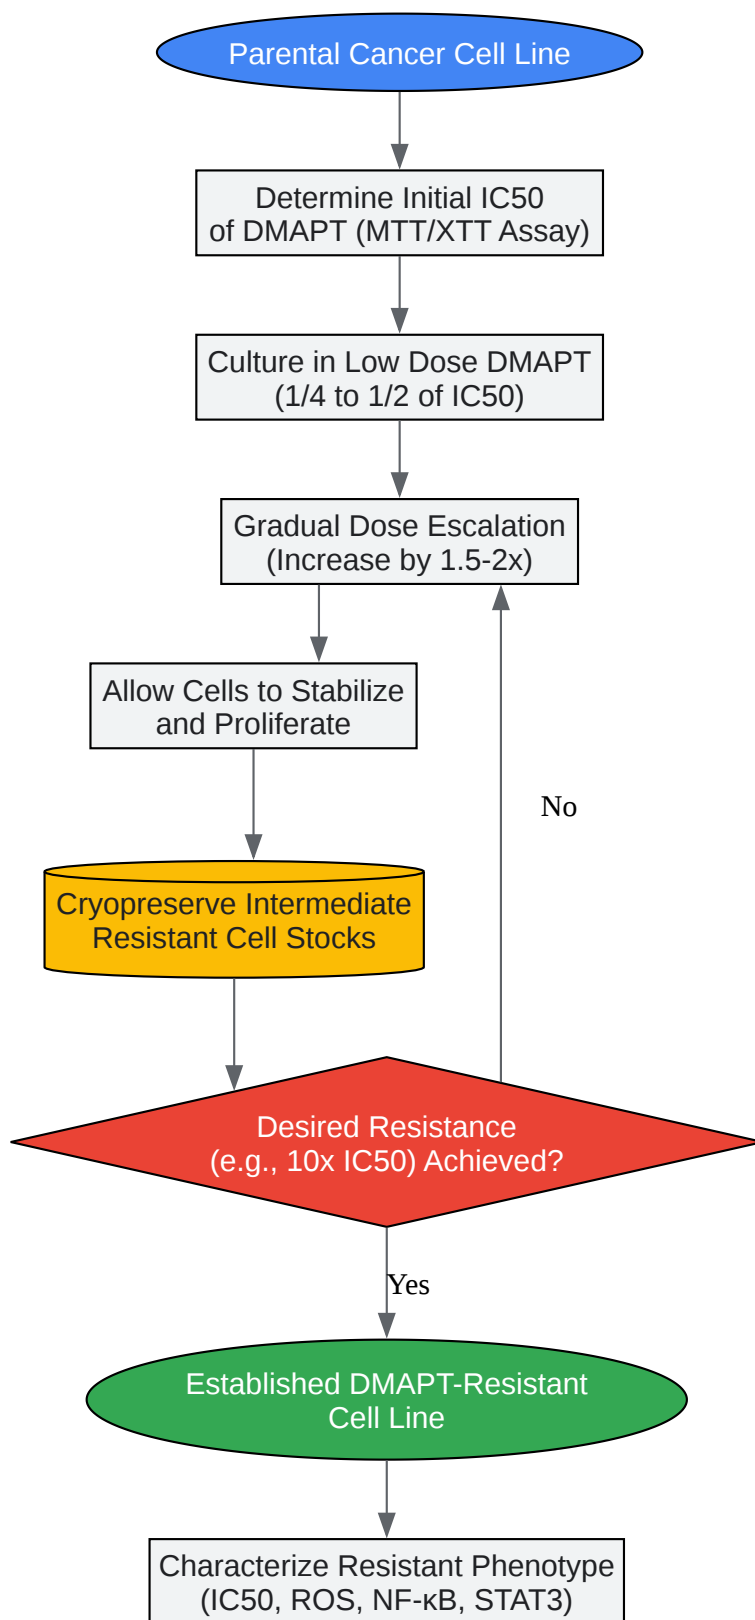 Parental Cancer Cell Line
Determine Initial IC50
of DMAPT (MTT/XTT Assay)
Culture in Low Dose DMAPT
(1/4 to 1/2 of IC50)
Gradual Dose Escalation
(Increase by 1.5-2x)
Allow Cells to Stabilize
and Proliferate
No
Cryopreserve Intermediate
Resistant Cell Stocks
Desired Resistance
(e.g., 10x IC50) Achieved?
Yes
Established DMAPT-Resistant
Cell Line
Characterize Resistant Phenotype
(IC50, ROS, NF-κB, STAT3)